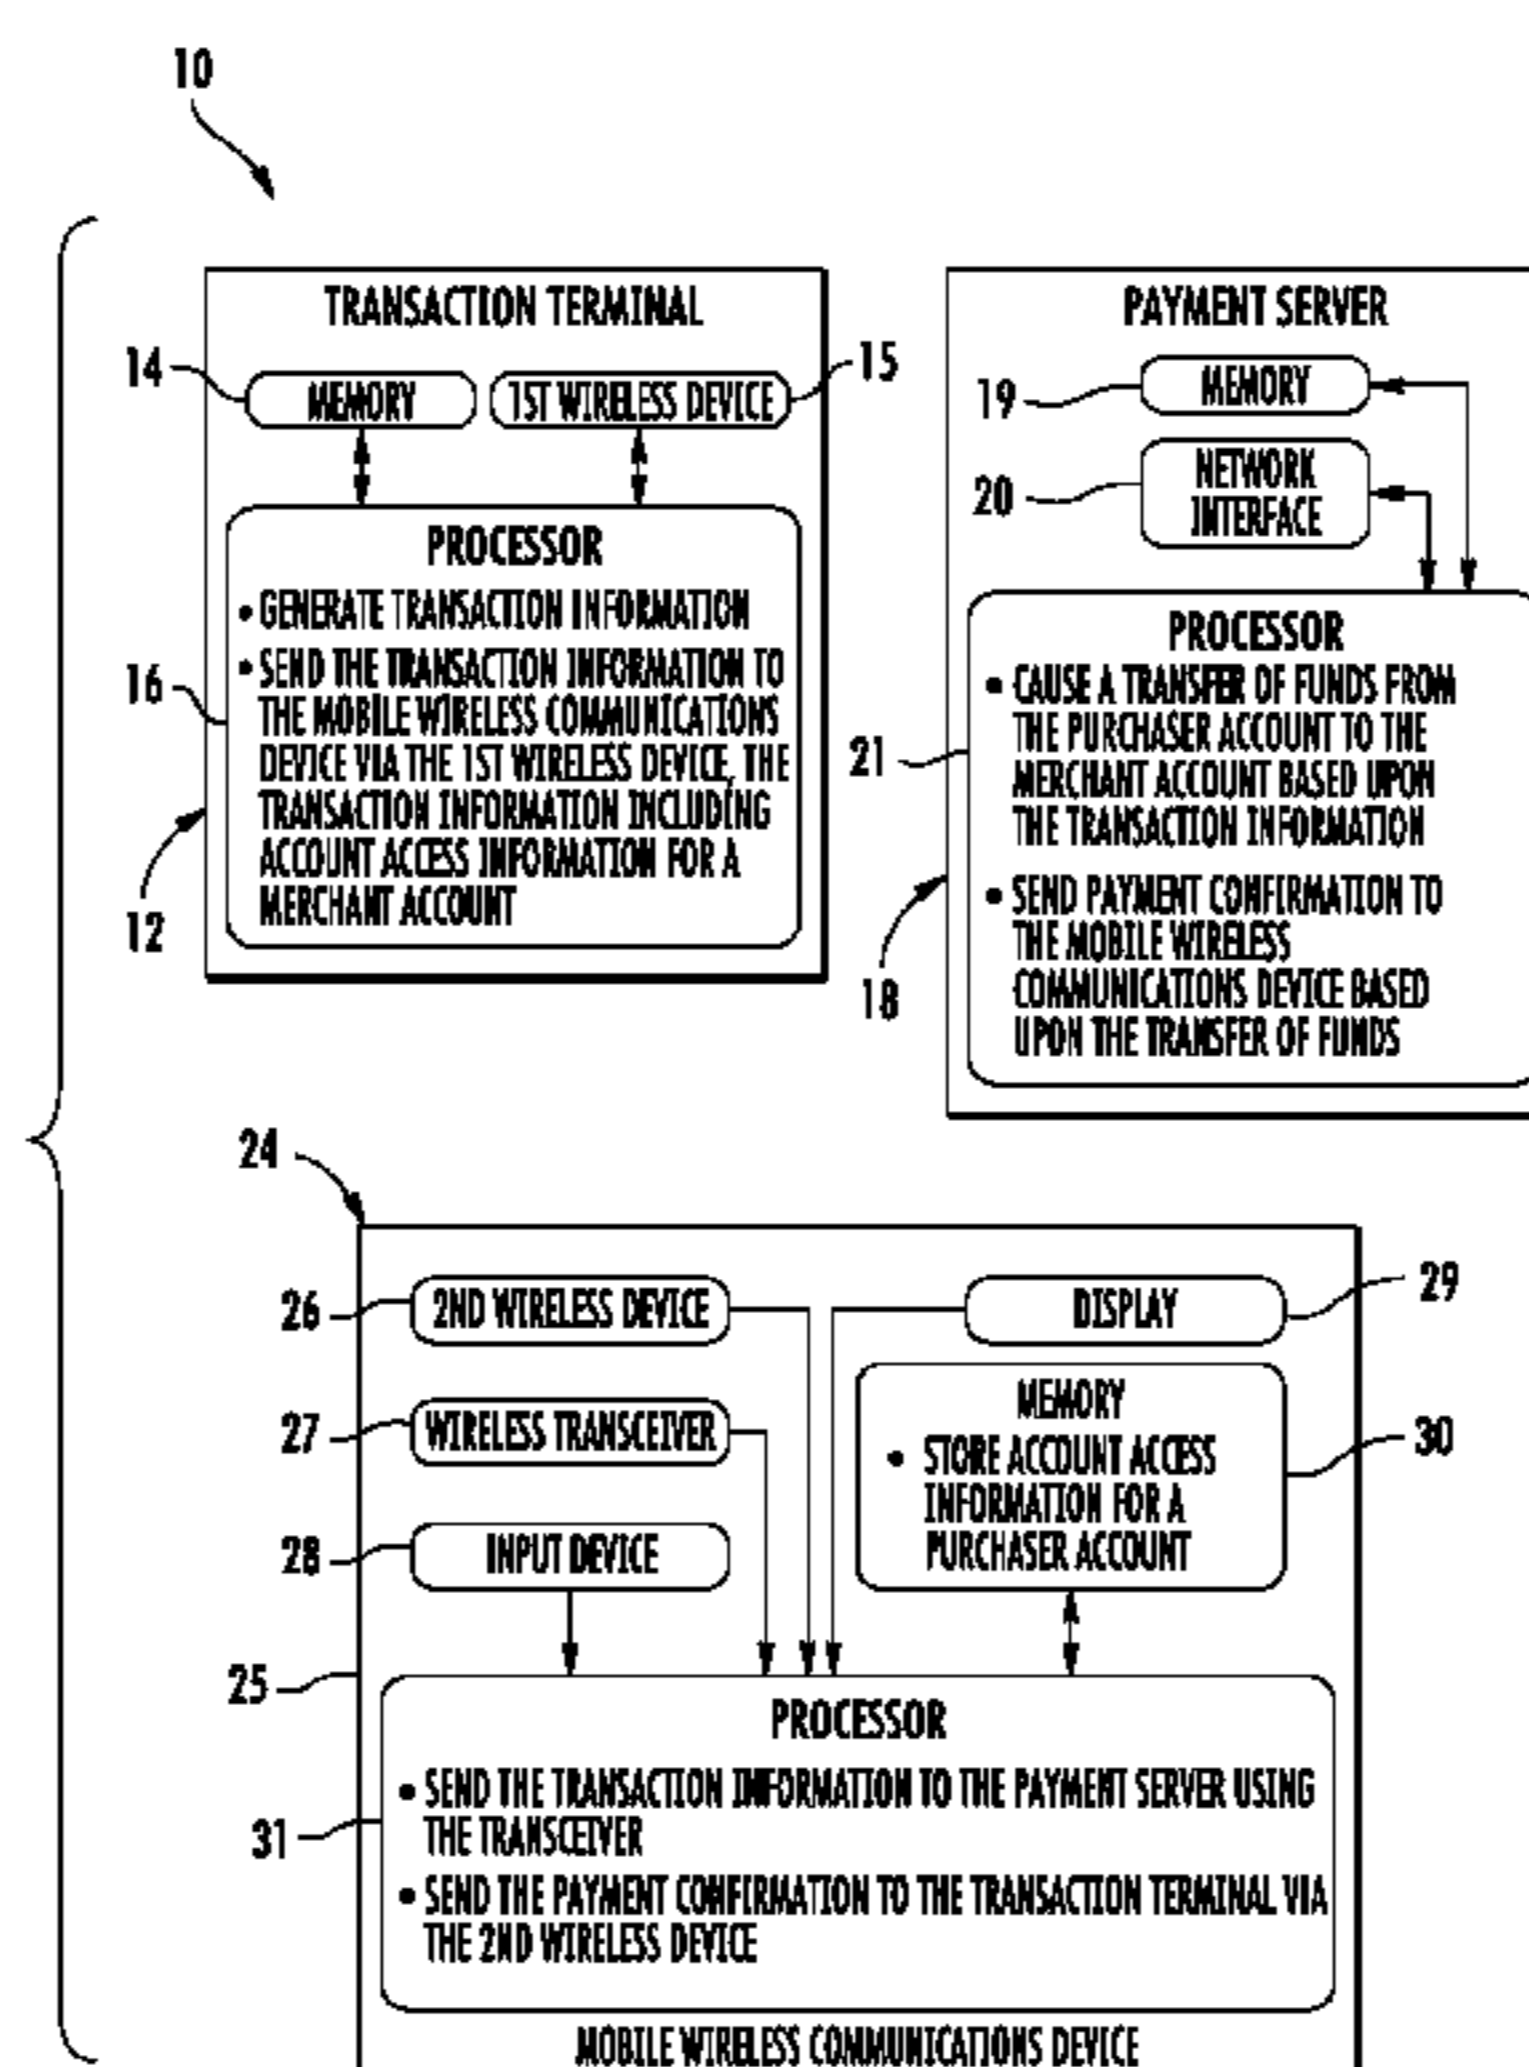 10
TRANSACTION TERMINAL
14
MEMORY
1ST WIRELESS DEVICE
15
PROCESSOR
• GENERATE TRANSACTION INFORMATION
• SEND THE TRANSACTION INFORMATION TO
THE MOBILE WIRELESS COMMUNICATIONS
DEVICE VIA THE 1ST WIRELESS DEVICE, THE
TRANSACTION INFORMATION INCLUDING
ACCOUNT ACCESS INFORMATION FOR A
MERCHANT ACCOUNT
16
12
PAYMENT SERVER
19
MEMORY
20
NETWORK
INTERFACE
PROCESSOR
• CAUSE A TRANSFER OF FUNDS FROM
THE PURCHASER ACCOUNT TO THE
MERCHANT ACCOUNT BASED UPON
THE TRANSACTION INFORMATION
• SEND PAYMENT CONFIRMATION TO
THE MOBILE WIRELESS
COMMUNICATIONS DEVICE BASED
UPON THE TRANSFER OF FUNDS
21
18
24
26
2ND WIRELESS DEVICE
DISPLAY
29
27
WIRELESS TRANSCEIVER
MEMORY
• STORE ACCOUNT ACCESS
INFORMATION FOR A
PURCHASER ACCOUNT
30
28
INPUT DEVICE
25
PROCESSOR
• SEND THE TRANSACTION INFORMATION TO THE PAYMENT SERVER USING
THE TRANSCEIVER
• SEND THE PAYMENT CONFIRMATION TO THE TRANSACTION TERMINAL VIA
THE 2ND WIRELESS DEVICE
31
MOBILE WIRELESS COMMUNICATIONS DEVICE